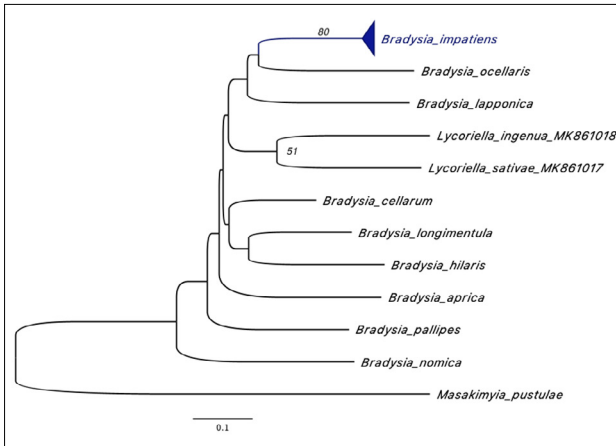 80
Bradysia_impatiens
Bradysia_ocellaris
Bradysia_lapponica
Lycoriella_ingenua_MK861018
51
Lycoriella_sativae_MK861017
Bradysia_cellarum
Bradysia_longimentula
Bradysia_hilaris
Bradysia_aprica
Bradysia_pallipes
Bradysia_nomica
Masakimyia_pustulae
0.1